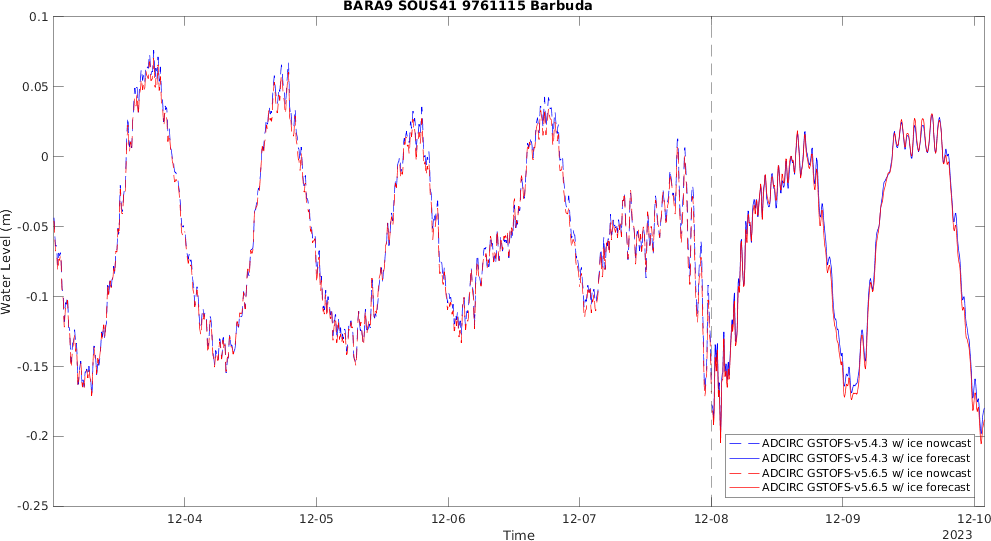 BARA9 SOUS41 9761115 Barbuda
0.1
0.05
0
-0.05
-0.1
-0.15
-0.2
-0.25
Water Level (m)
ADCIRC GSTOFS-v5.4.3 w/ ice nowcast
ADCIRC GSTOFS-v5.4.3 w/ ice forecast
ADCIRC GSTOFS-v5.6.5 w/ ice nowcast
ADCIRC GSTOFS-v5.6.5 w/ ice forecast
12-04 12-05 12-06 12-07 12-08 12-09 12-10
Time
2023